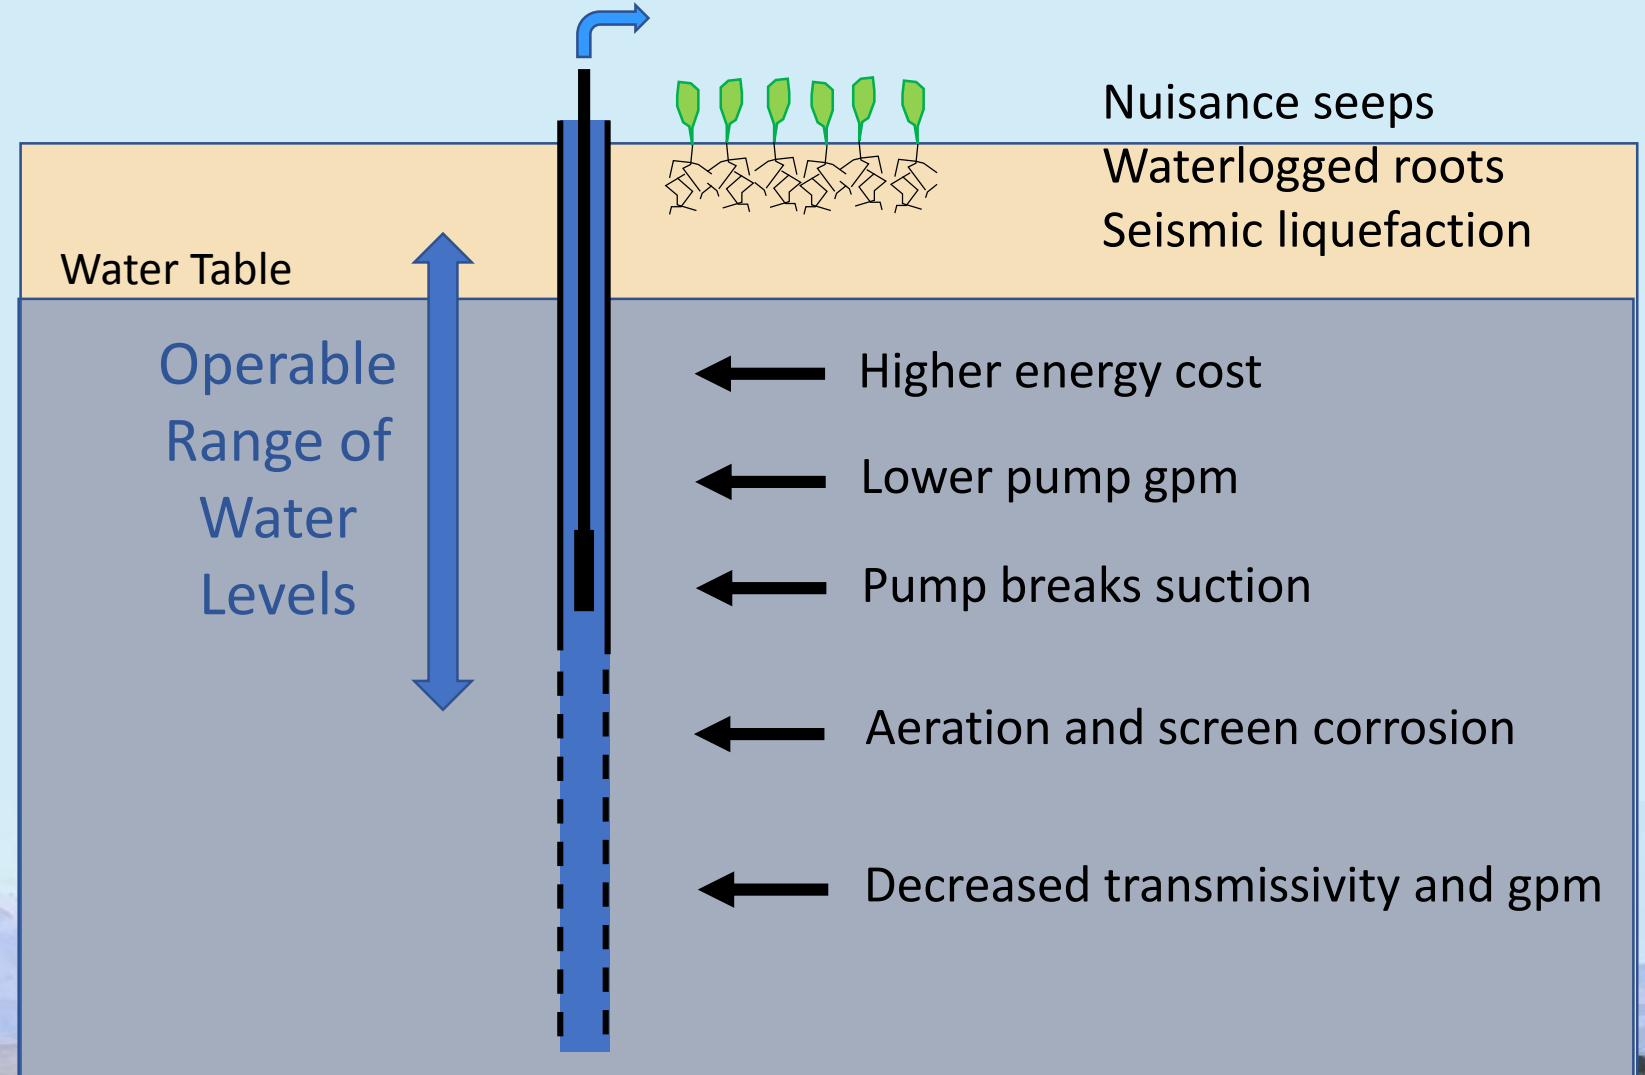 Nuisance seeps
Waterlogged roots
Seismic liquefaction
Water Table
Operable
Range of
Water
Levels
Higher energy cost
Lower pump gpm
Pump breaks suction
Aeration and screen corrosion
Decreased transmissivity and gpm